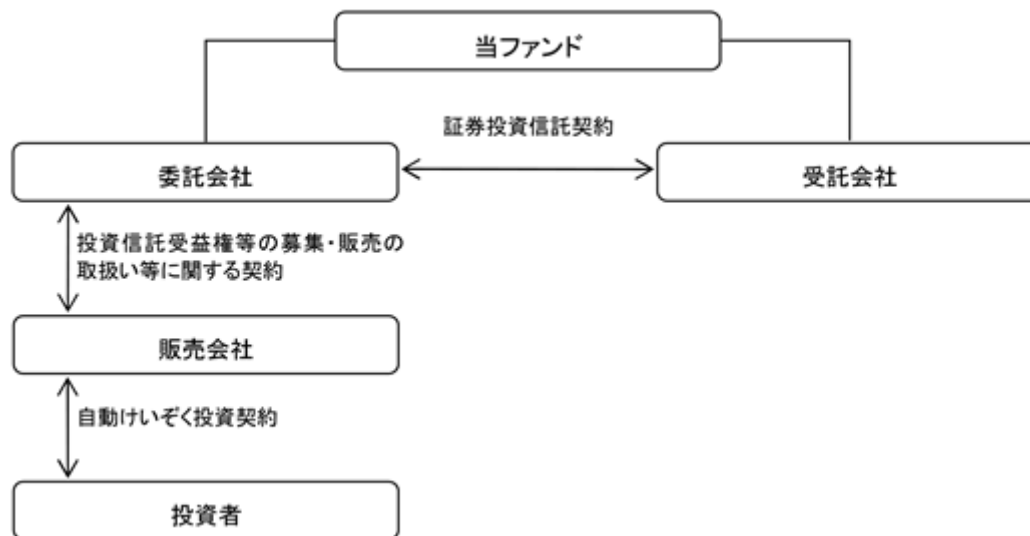 当ファンド
証券投資信託契約
委託会社
受託会社
投資信託受益権等の募集・販売の
取扱い等に関する契約
販売会社
自動けいぞく投資契約
投資者